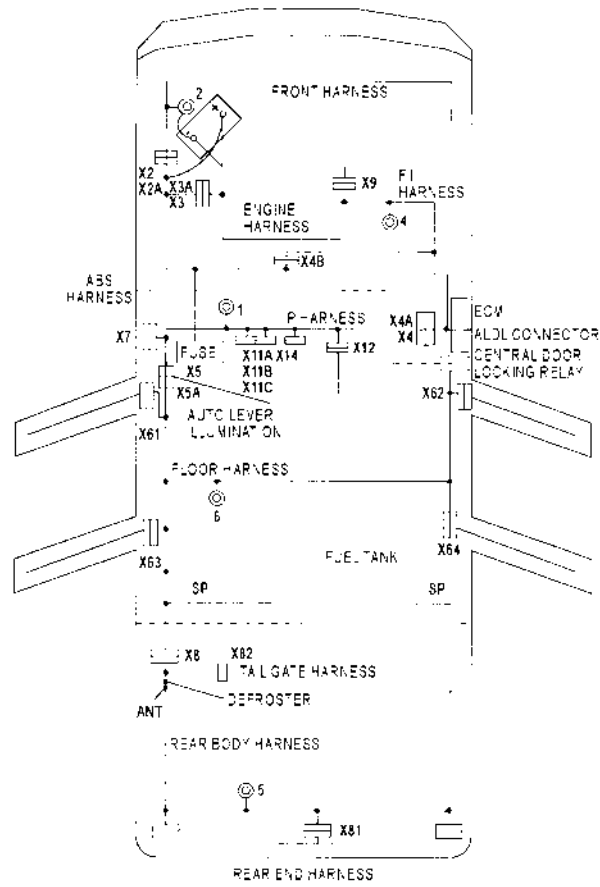 2
FRONT HARNESS
X2
X2A
X3A
X3
X9
HARNESS
ENGINE
HARNESS
4
X4B
ABS
HARNESS
1
X7
X4A
X4
ECM
ALDL CONNECTOR
FUSE
X11A
X14
X12
CENTRAL DOOR
LOCKING RELAY
X5
X11B
X5A
X11C
X62
X61
AUTO LEVER
ILLUMINATION
FLOOR HARNESS
6
X63
FUEL TANK
X64
SP
SP
X8
X82
TAILGATE HARNESS
DEFROSTER
ANT
REAR BODY HARNESS
5
X81
REAR END HARNESS